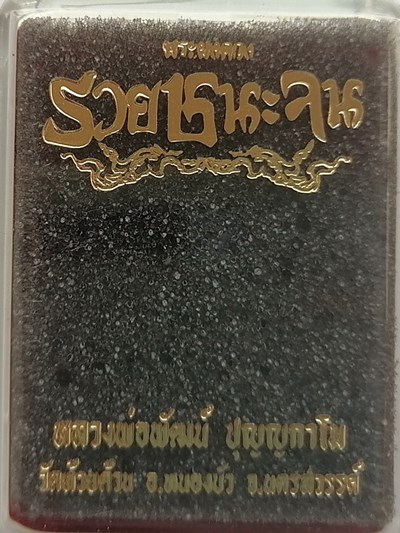 รวยชนะจน
หลวงพ่อพัฒน์ ปุญญกาโม
วัดห้วยด้วน อ.หนองบัว จ.นครสวรรค์